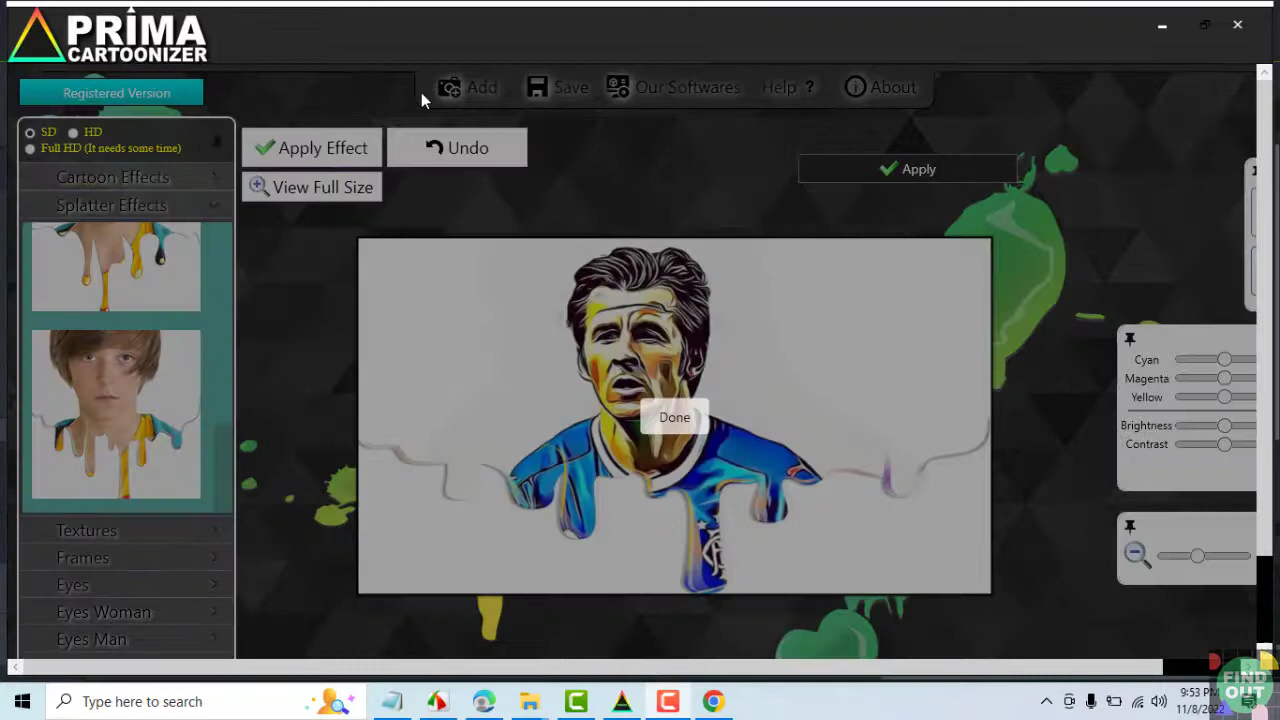 PRIMA
CARTOONIZER
Registered Version
Add
Save
Our Softwares
Help ?
About
SD
HD
Full HD (It needs some time)
Cartoon Effects
Splatter Effects
Textures
Frames
Eyes
Eyes Woman
Eyes Man
Apply Effect
Undo
View Full Size
Apply
Done
Cyan
Magenta
Yellow
Brightness
Contrast
Type here to search
9:53 PM
11/8/2022
FIND
OUT